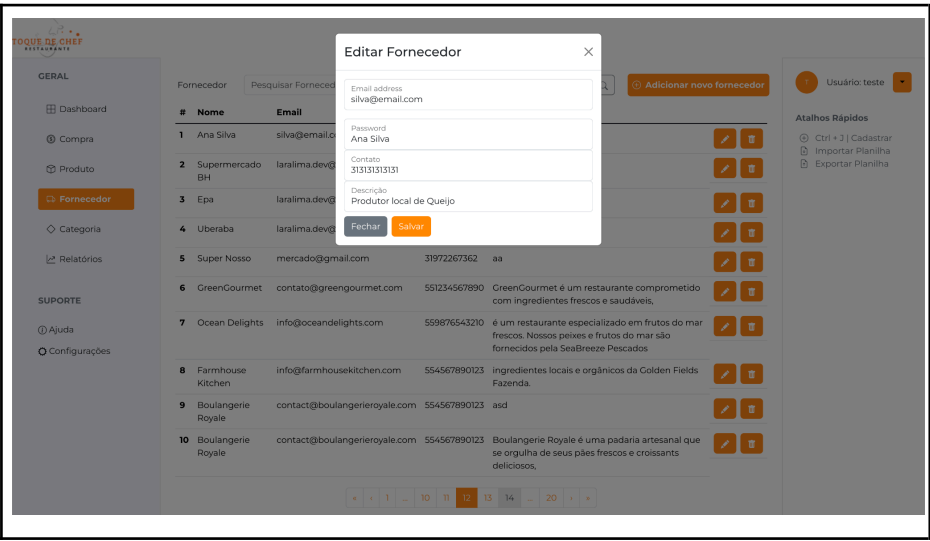 TOQUE DE CHEF
RESTAURANTE
GERAL
Dashboard
Compra
Produto
Fornecedor
Categoria
Relatórios
SUPORTE
Ajuda
Configurações
Fornecedor Pesquisar Forneced
Adicionar novo fornecedor
# Nome Email
1 Ana Silva silva@email.co
2 Supermercado laralima.dev@
BH
3 Epa laralima.dev@
4 Uberaba laralima.dev@
5 Super Nosso mercado@gmail.com 31972267362 aa
6 GreenGourmet contato@greengourmet.com 551234567890 GreenGourmet é um restaurante comprometido
com ingredientes frescos e saudáveis,
7 Ocean Delights info@oceandelights.com 559876543210 é um restaurante especializado em frutos do mar
frescos. Nossos peixes e frutos do mar são
fornecidos pela SeaBreeze Pescados
8 Farmhouse info@farmhousekitchen.com 554567890123 ingredientes locais e orgânicos da Golden Fields
Kitchen Fazenda.
9 Boulangerie contact@boulangerieroyale.com 554567890123 asd
Royale
10 Boulangerie contact@boulangerieroyale.com 554567890123 Boulangerie Royale é uma padaria artesanal que
Royale se orgulha de seus pães frescos e croissants
deliciosos,
« ‹ 1 ... 10 11 12 13 14 ... 20 › »
Editar Fornecedor
Email address
silva@email.com
Password
Ana Silva
Contato
313131313131
Descrição
Produtor local de Queijo
Fechar Salvar
Usuário: teste
Atalhos Rápidos
Ctrl + J | Cadastrar
Importar Planilha
Exportar Planilha